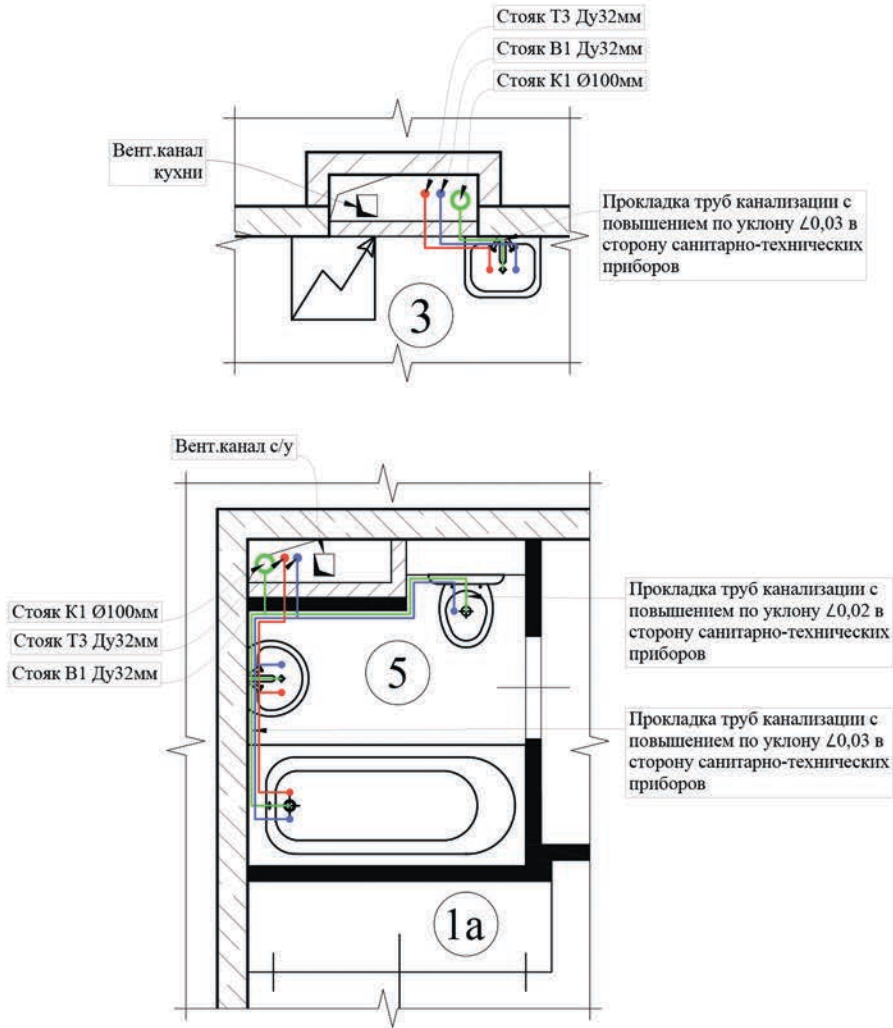 Стояк Т3 Ду32мм
Стояк В1 Ду32мм
Стояк К1 Ø100мм
Вент.канал
кухни
Прокладка труб канализации с
повышением по уклону ∠0,03 в
сторону санитарно-технических
приборов
3
Вент.канал с/у
Стояк К1 Ø100мм
Стояк Т3 Ду32мм
Стояк В1 Ду32мм
Прокладка труб канализации с
повышением по уклону ∠0,02 в
сторону санитарно-технических
приборов
5
Прокладка труб канализации с
повышением по уклону ∠0,03 в
сторону санитарно-технических
приборов
1а